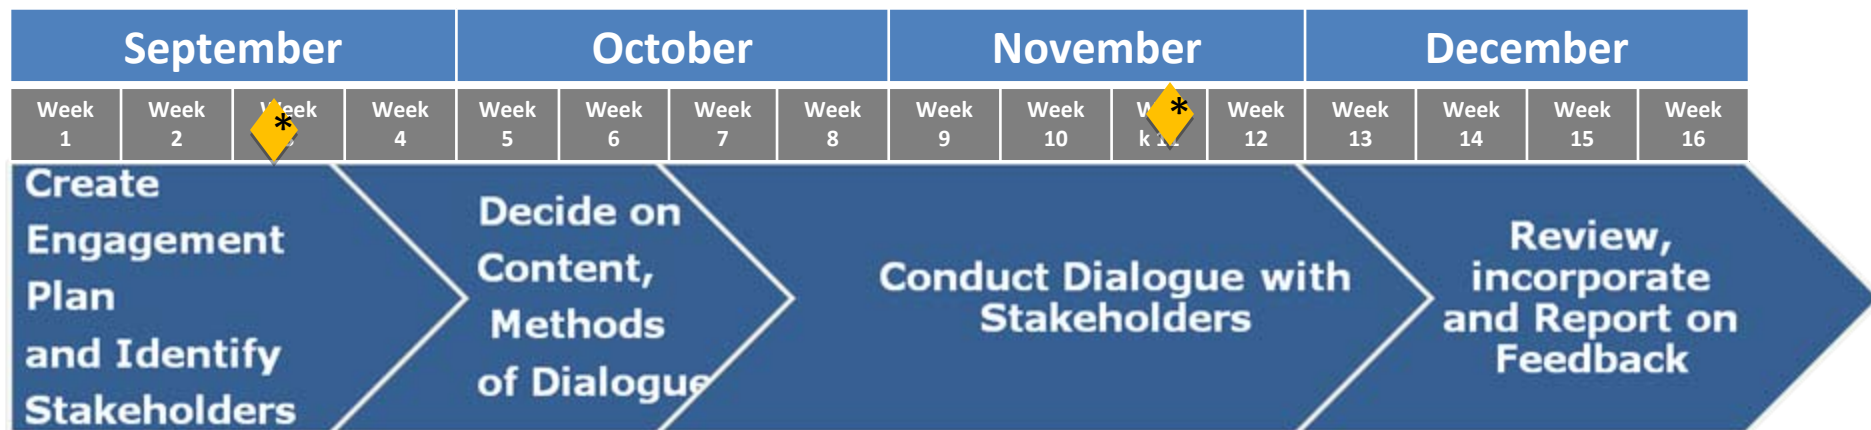 September October November December
Week Week Week Week Week Week Week Week Week Week Week Week Week Week Week
1 2 * 4 5 6 7 8 9 10 * 12 13 14 15 16
Create
Engagement
Plan
and Identify
Stakeholders
Decide on
Content,
Methods
of Dialogue
Conduct Dialogue with
Stakeholders
Review,
incorporate
and Report on
Feedback